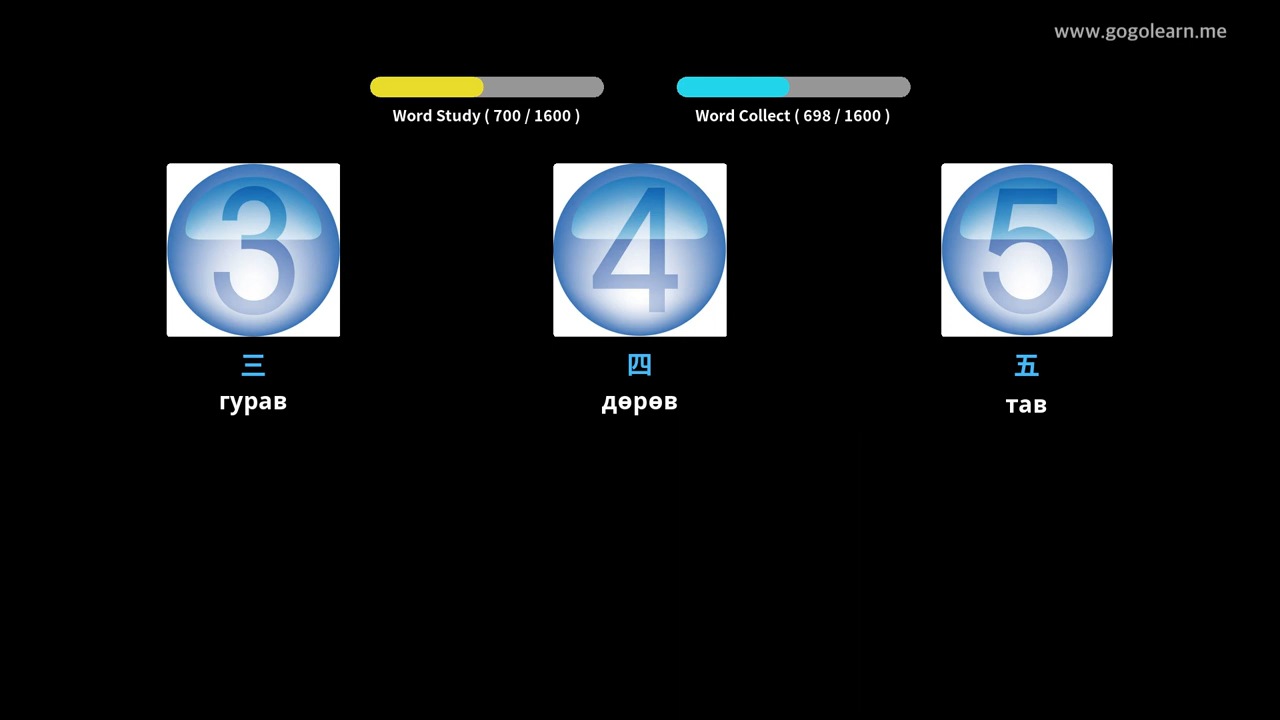 www.gogolearn.me
Word Study ( 700 / 1600 )
Word Collect ( 698 / 1600 )
3
4
5
三
四
五
гурав
дөрөв
тав